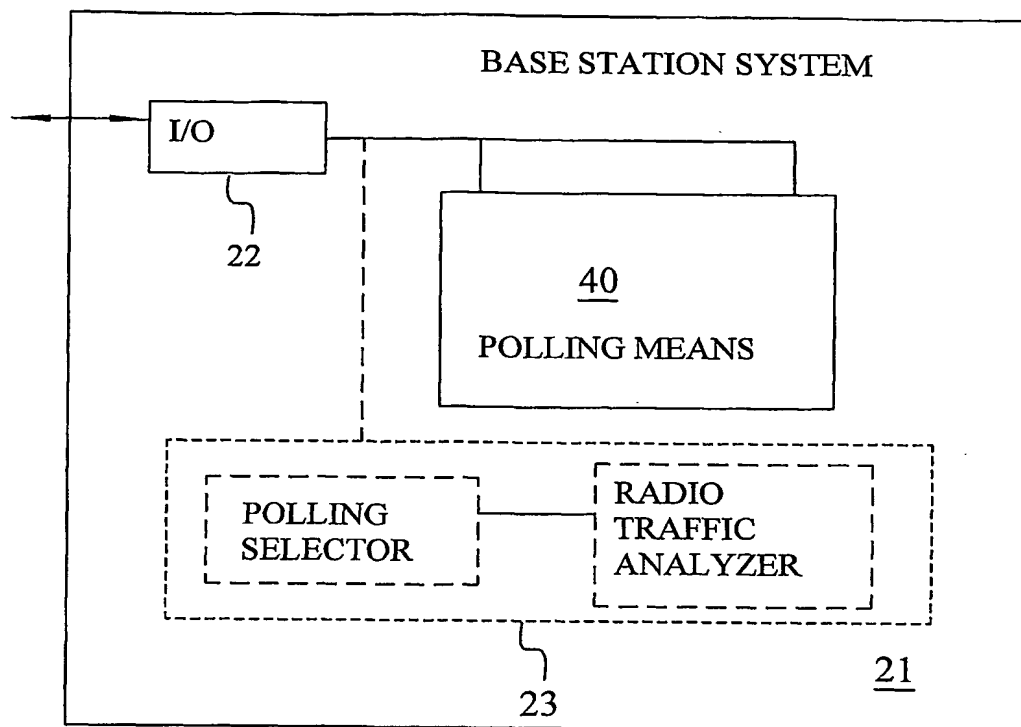 BASE STATION SYSTEM
I/O
22
40
POLLING MEANS
POLLING
SELECTOR
RADIO
TRAFFIC
ANALYZER
23
21